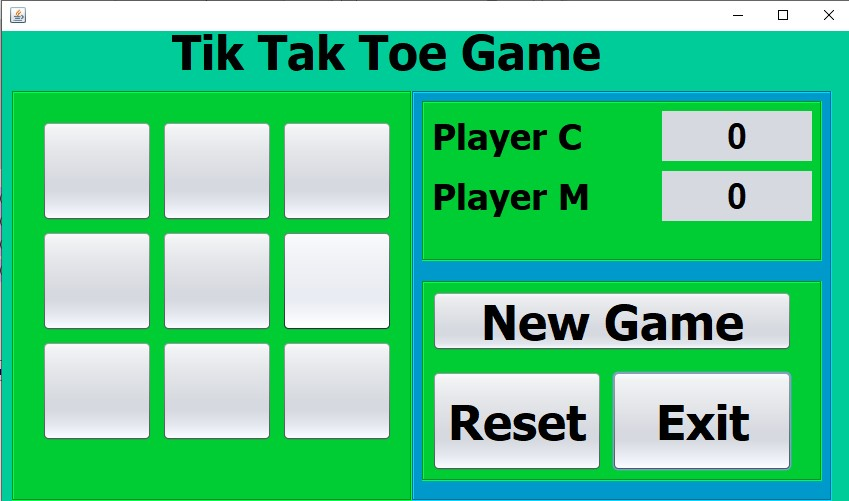 Tik Tak Toe Game
Player C 0
Player M 0
New Game
Reset Exit